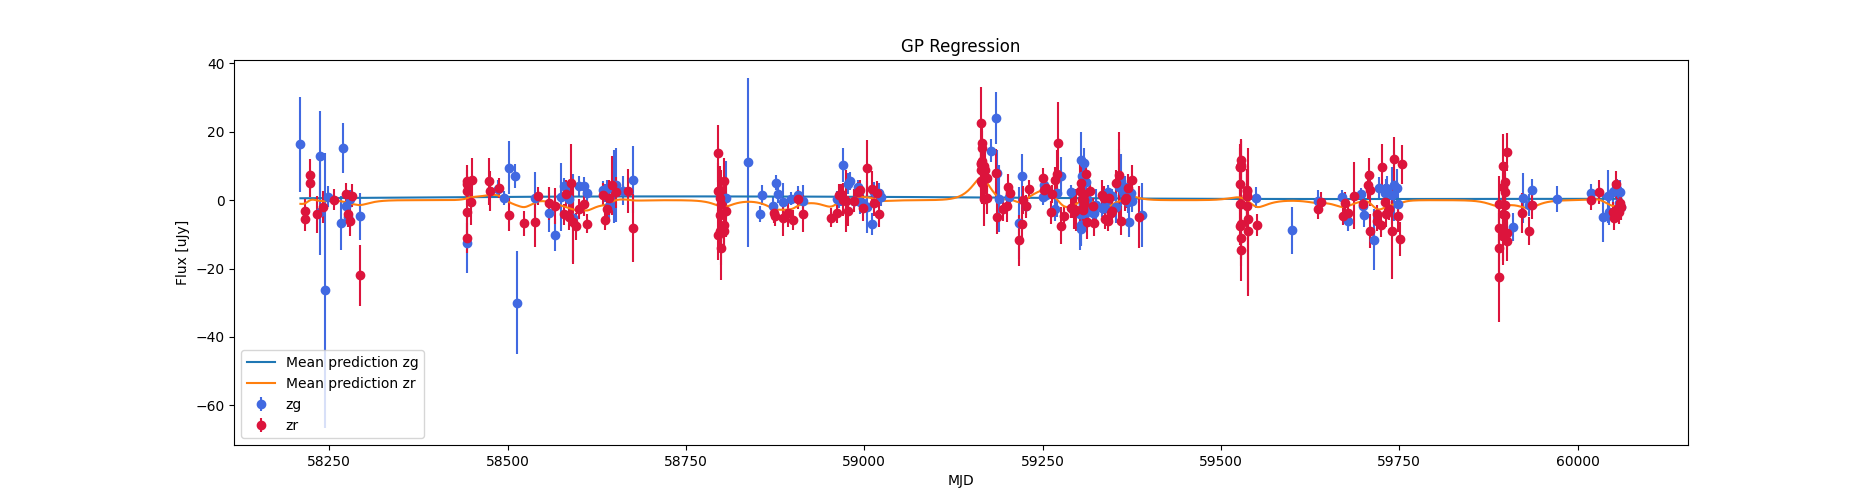 GP Regression
Flux [uJy]
40
20
0
−20
−40
−60
Mean prediction zg
Mean prediction zr
zg
zr
58250 58500 58750 59000 59250 59500 59750 60000
MJD